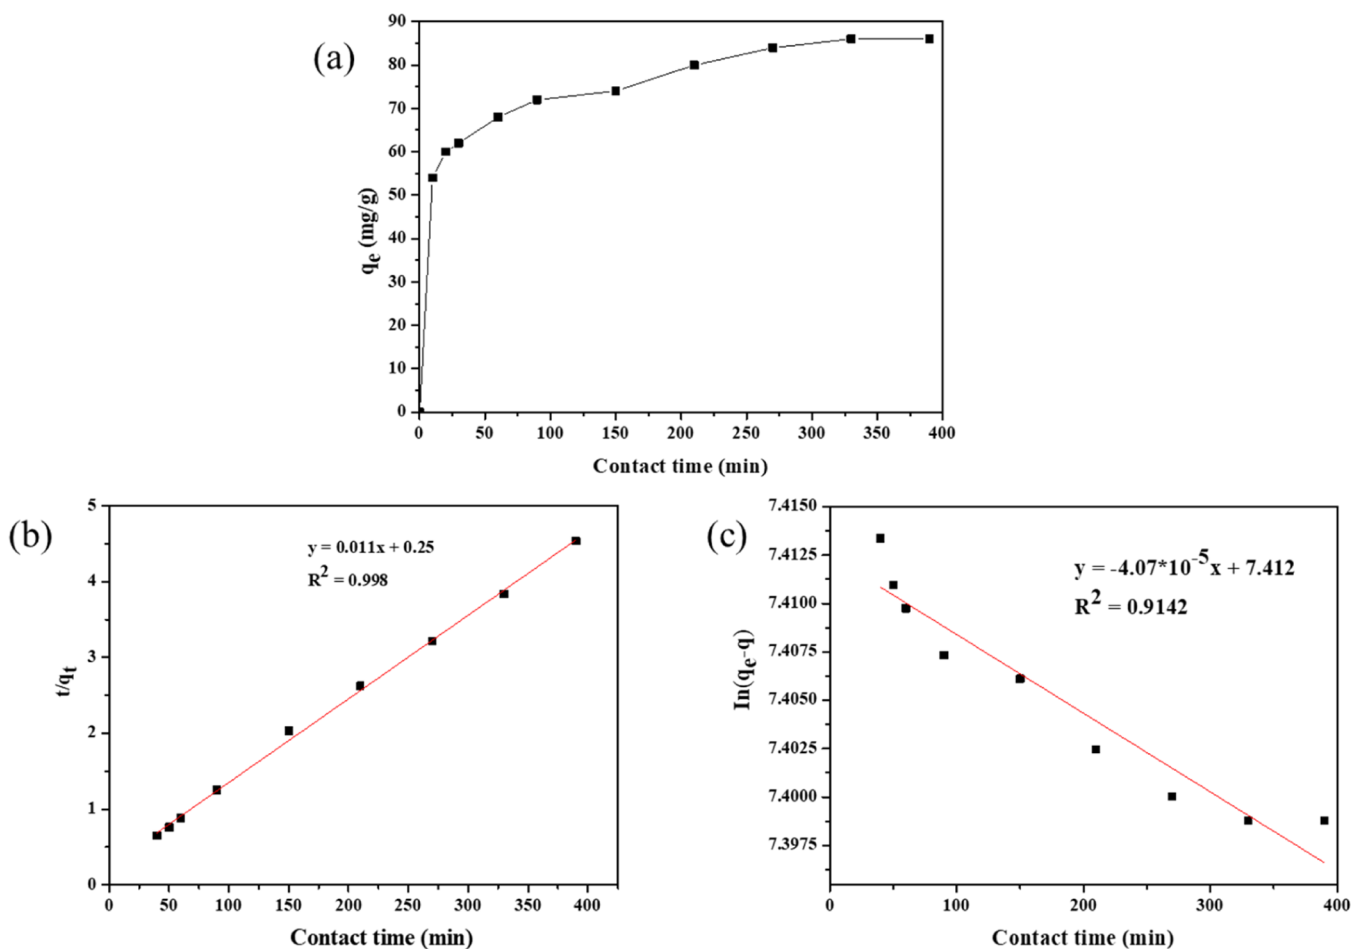 (a)
90
80
70
60
50
40
30
20
10
0
qe (mg/g)
0 50 100 150 200 250 300 350 400
Contact time (min)
(b)
5
4
3
2
1
0
t/qt
y = 0.011x + 0.25
R2 = 0.998
0 50 100 150 200 250 300 350 400
Contact time (min)
(c)
7.4150
7.4125
7.4100
7.4075
7.4050
7.4025
7.4000
7.3975
In(qe-q)
y = -4.07*10-5x + 7.412
R2 = 0.9142
0 100 200 300 400
Contact time (min)